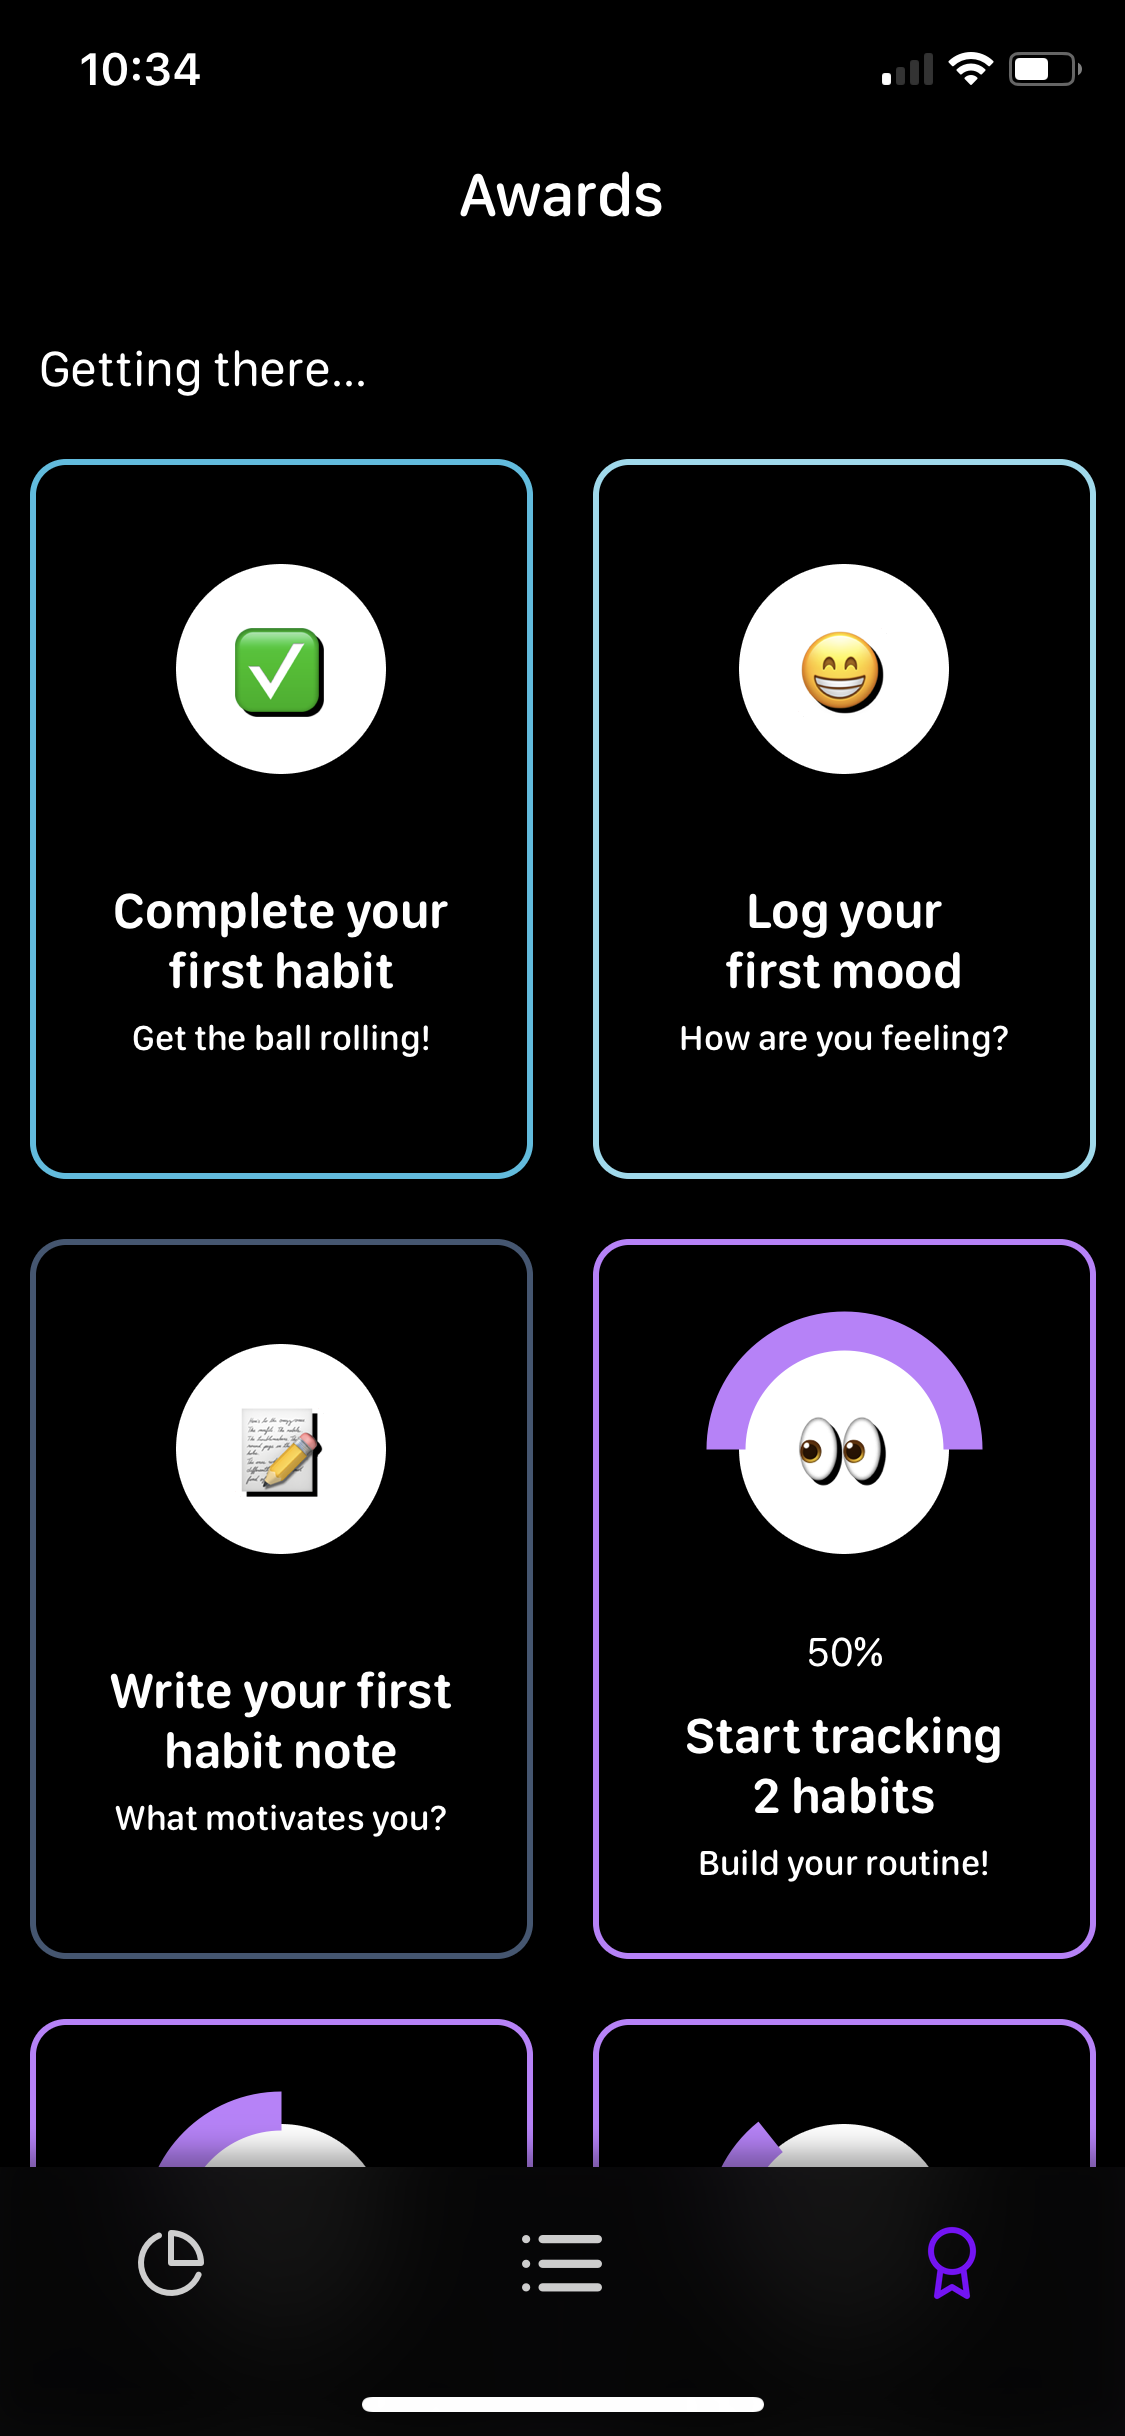 10:34
Awards
Getting there...
Complete your
first habit
Get the ball rolling!
Log your
first mood
How are you feeling?
Write your first
habit note
What motivates you?
50%
Start tracking
2 habits
Build your routine!